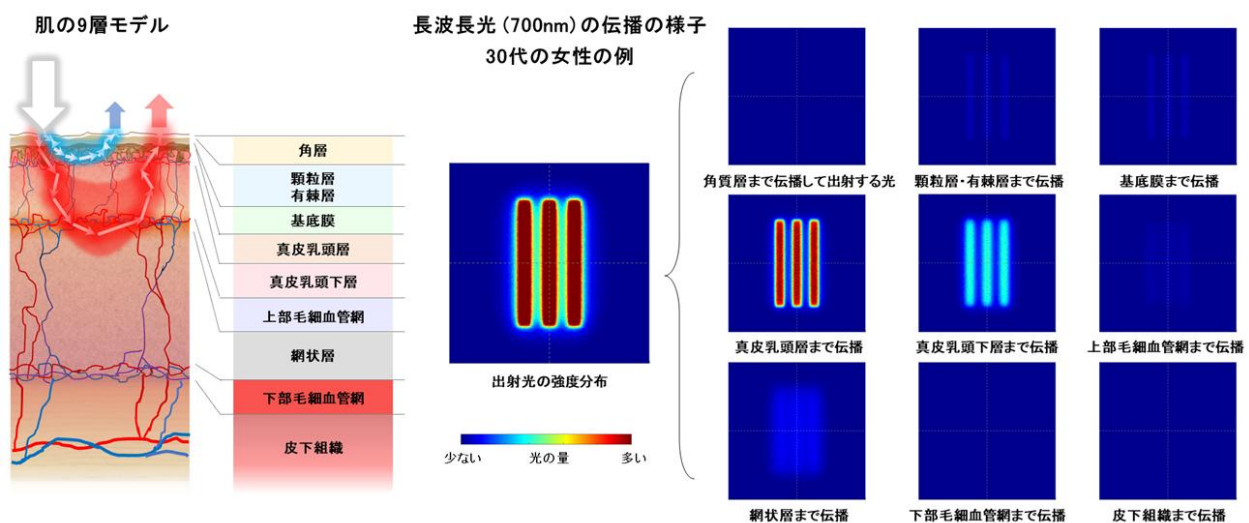 肌の9層モデル
角層
顆粒層
有棘層
基底膜
真皮乳頭層
真皮乳頭下層
上部毛細血管網
網状層
下部毛細血管網
皮下組織
長波長光(700nm)の伝播の様子
30代の女性の例
出射光の強度分布
少ない
光の量
多い
角質層まで伝播して出射する光
顆粒層・有棘層まで伝播
基底膜まで伝播
真皮乳頭層まで伝播
真皮乳頭下層まで伝播
上部毛細血管網まで伝播
網状層まで伝播
下部毛細血管網まで伝播
皮下組織まで伝播